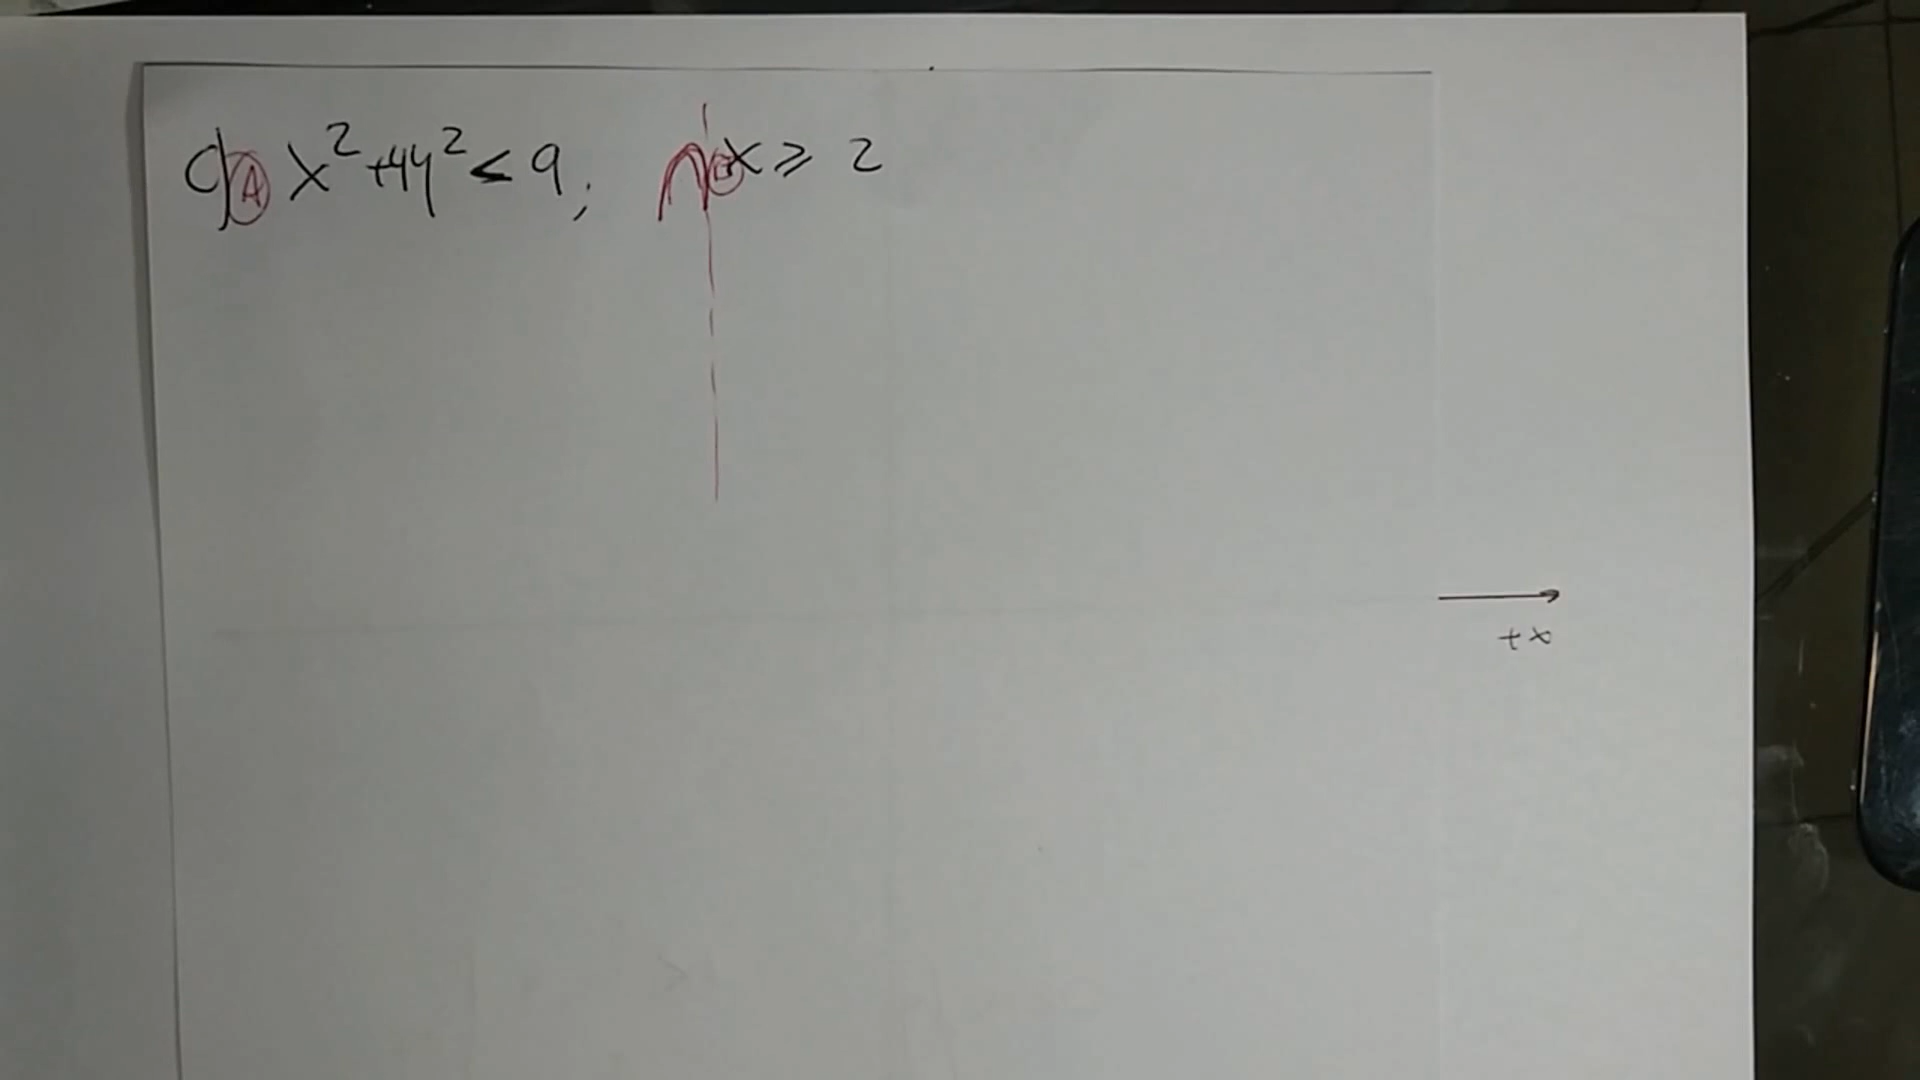 c) A x² + 4y² ≤ 9 ; ∩ B x ≥ 2
+x